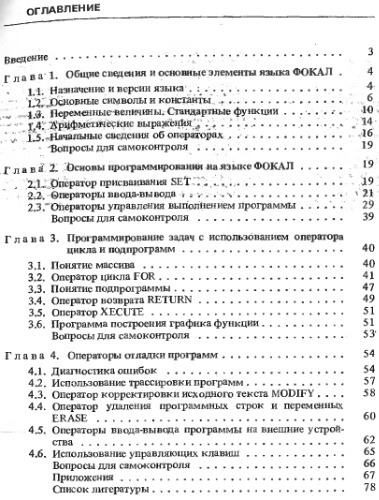 ОГЛАВЛЕНИЕ
Введение . . . 3
Глава 1. Общие сведения и основные элементы языка ФОКАЛ . . . 4
1.1. Назначение и версии языка . . . 4
1.2. Основные символы и константы . . . 6
1.3. Переменные величины. Стандартные функции . . . 10
1.4. Арифметические выражения . . . 14
1.5. Начальные сведения об операторах . . . 16
Вопросы для самоконтроля . . . 19
Глава 2. Основы программирования на языке ФОКАЛ . . . 19
2.1. Оператор присваивания SET . . . 19
2.2. Операторы ввода-вывода . . . 21
2.3. Операторы управления выполнением программы . . . 29
Вопросы для самоконтроля . . . 39
Глава 3. Программирование задач с использованием оператора
цикла и подпрограмм . . . 40
3.1. Понятие массива . . . 40
3.2. Оператор цикла FOR . . . 41
3.3. Понятие подпрограммы . . . 47
3.4. Оператор возврата RETURN . . . 49
3.5. Оператор XECUTE . . . 51
3.6. Программа построения графика функции . . . 51
Вопросы для самоконтроля . . . 53
Глава 4. Операторы отладки программ . . . 54
4.1. Диагностика ошибок . . . 54
4.2. Использование трассировки программ . . . 57
4.3. Оператор корректировки исходного текста MODIFY . . . 58
4.4. Оператор удаления программных строк и переменных
ERASE . . . 60
4.5. Операторы ввода-вывода программы на внешние устрой-
ства . . . 62
4.6. Использование управляющих клавиш . . . 65
Вопросы для самоконтроля . . . 66
Приложения . . . 67
Список литературы . . . 78